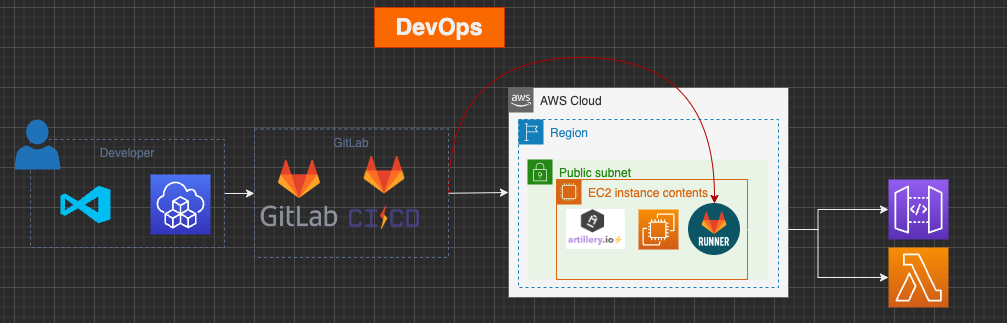 DevOps
aws
AWS Cloud
Region
Developer
GitLab
Public subnet
EC2 instance contents
GitLab
CI⚡CD
artillery.io⚡
RUNNER
</>